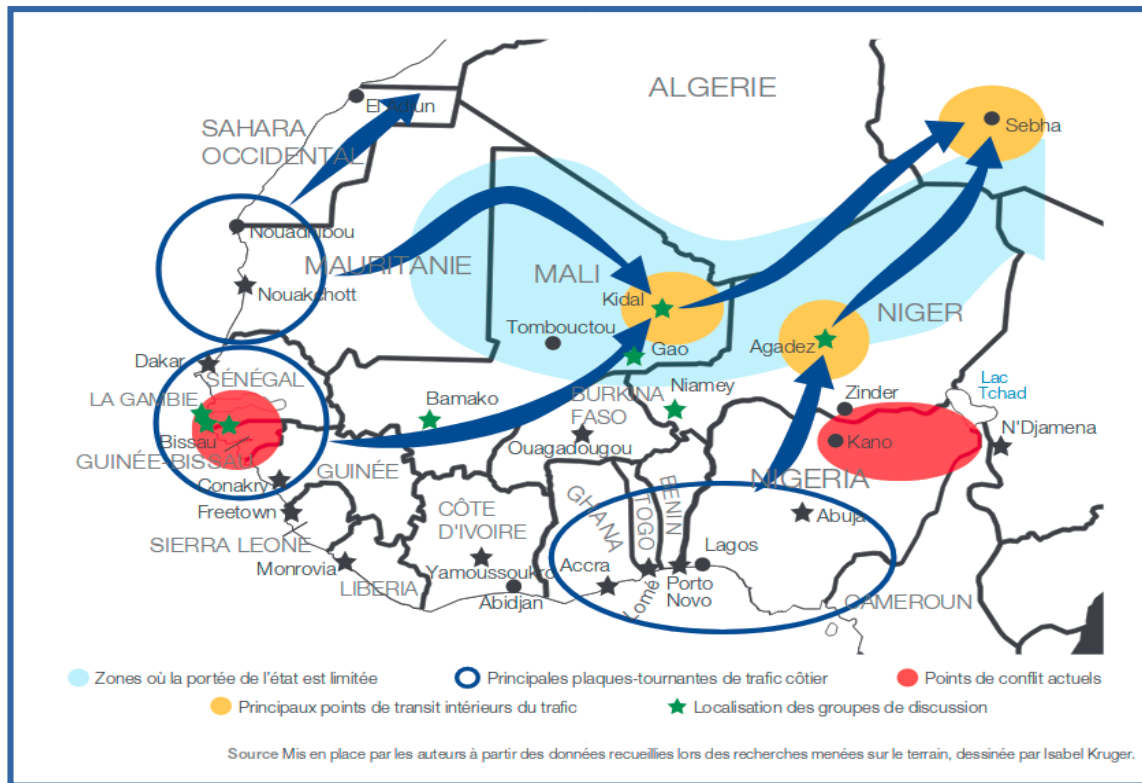 ALGERIE
El Aaiun
Sebha
SAHARA
OCCIDENTAL
Nouadhibou
MAURITANIE
MALI
Nouakchott
Kidal
NIGER
Tombouctou
Agadez
Gao
Dakar
SÉNÉGAL
Niamey
Zinder
Lac
Tchad
LA GAMBIE
Bamako
BURKINA
FASO
Bissau
Kano
N'Djamena
Ouagadougou
GUINÉE-BISSAU
GUINÉE
NIGERIA
Conakry
GHANA
TOGO
BENIN
Freetown
CÔTE
D'IVOIRE
Abuja
SIERRA LEONE
Lagos
Monrovia
Yamoussoukro
Accra
Porto
Novo
LIBERIA
Abidjan
Lomé
CAMEROUN
Zones où la portée de l'état est limitée
Principales plaques-tournantes de trafic côtier
Points de conflit actuels
Principaux points de transit intérieurs du trafic
Localisation des groupes de discussion
Source Mis en place par les auteurs à partir des données recueillies lors des recherches menées sur le terrain, dessinée par Isabel Kruger.